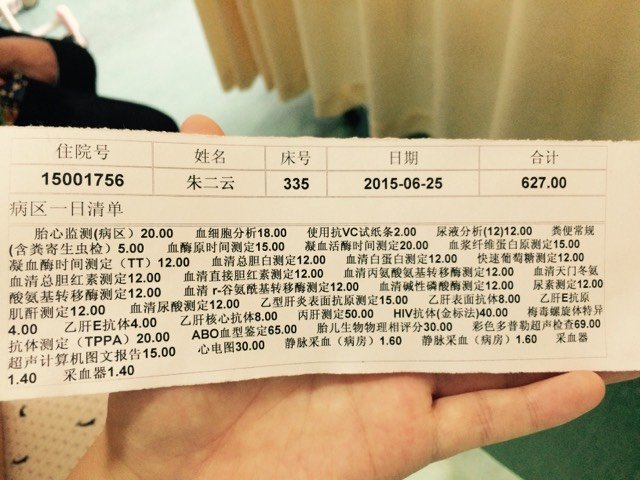 住院号 姓名 床号 日期 合计
15001756 朱二云 335 2015-06-25 627.00
病区一日清单
胎心监测(病区) 20.00 血细胞分析18.00 使用抗VC试纸条2.00 尿液分析(12)12.00 粪便常规
(含粪寄生虫检) 5.00 血酶原时间测定15.00 凝血活酶时间测定20.00 血浆纤维蛋白原测定15.00
凝血酶时间测定（TT）12.00 血清总蛋白测定12.00 血清白蛋白测定12.00 快速葡萄糖测定12.00
血清总胆红素测定12.00 血清直接胆红素测定12.00 血清丙氨酸氨基转移酶测定12.00 血清天门冬氨
酸氨基转移酶测定12.00 血清 r-谷氨酰基转移酶测定12.00 血清碱性磷酸酶测定12.00 尿素测定12.00
肌酐测定12.00 血清尿酸测定12.00 乙型肝炎表面抗原测定15.00 乙肝表面抗体8.00 乙肝E抗原
4.00 乙肝E抗体4.00 乙肝核心抗体8.00 丙肝测定50.00 HIV抗体(金标法)40.00 梅毒螺旋体特异
抗体测定（TPPA）20.00 ABO血型鉴定65.00 胎儿生物物理相评分30.00 彩色多普勒超声检查69.00
超声计算机图文报告15.00 心电图30.00 静脉采血（病房）1.60 静脉采血（病房）1.60 采血器
1.40 采血器1.40